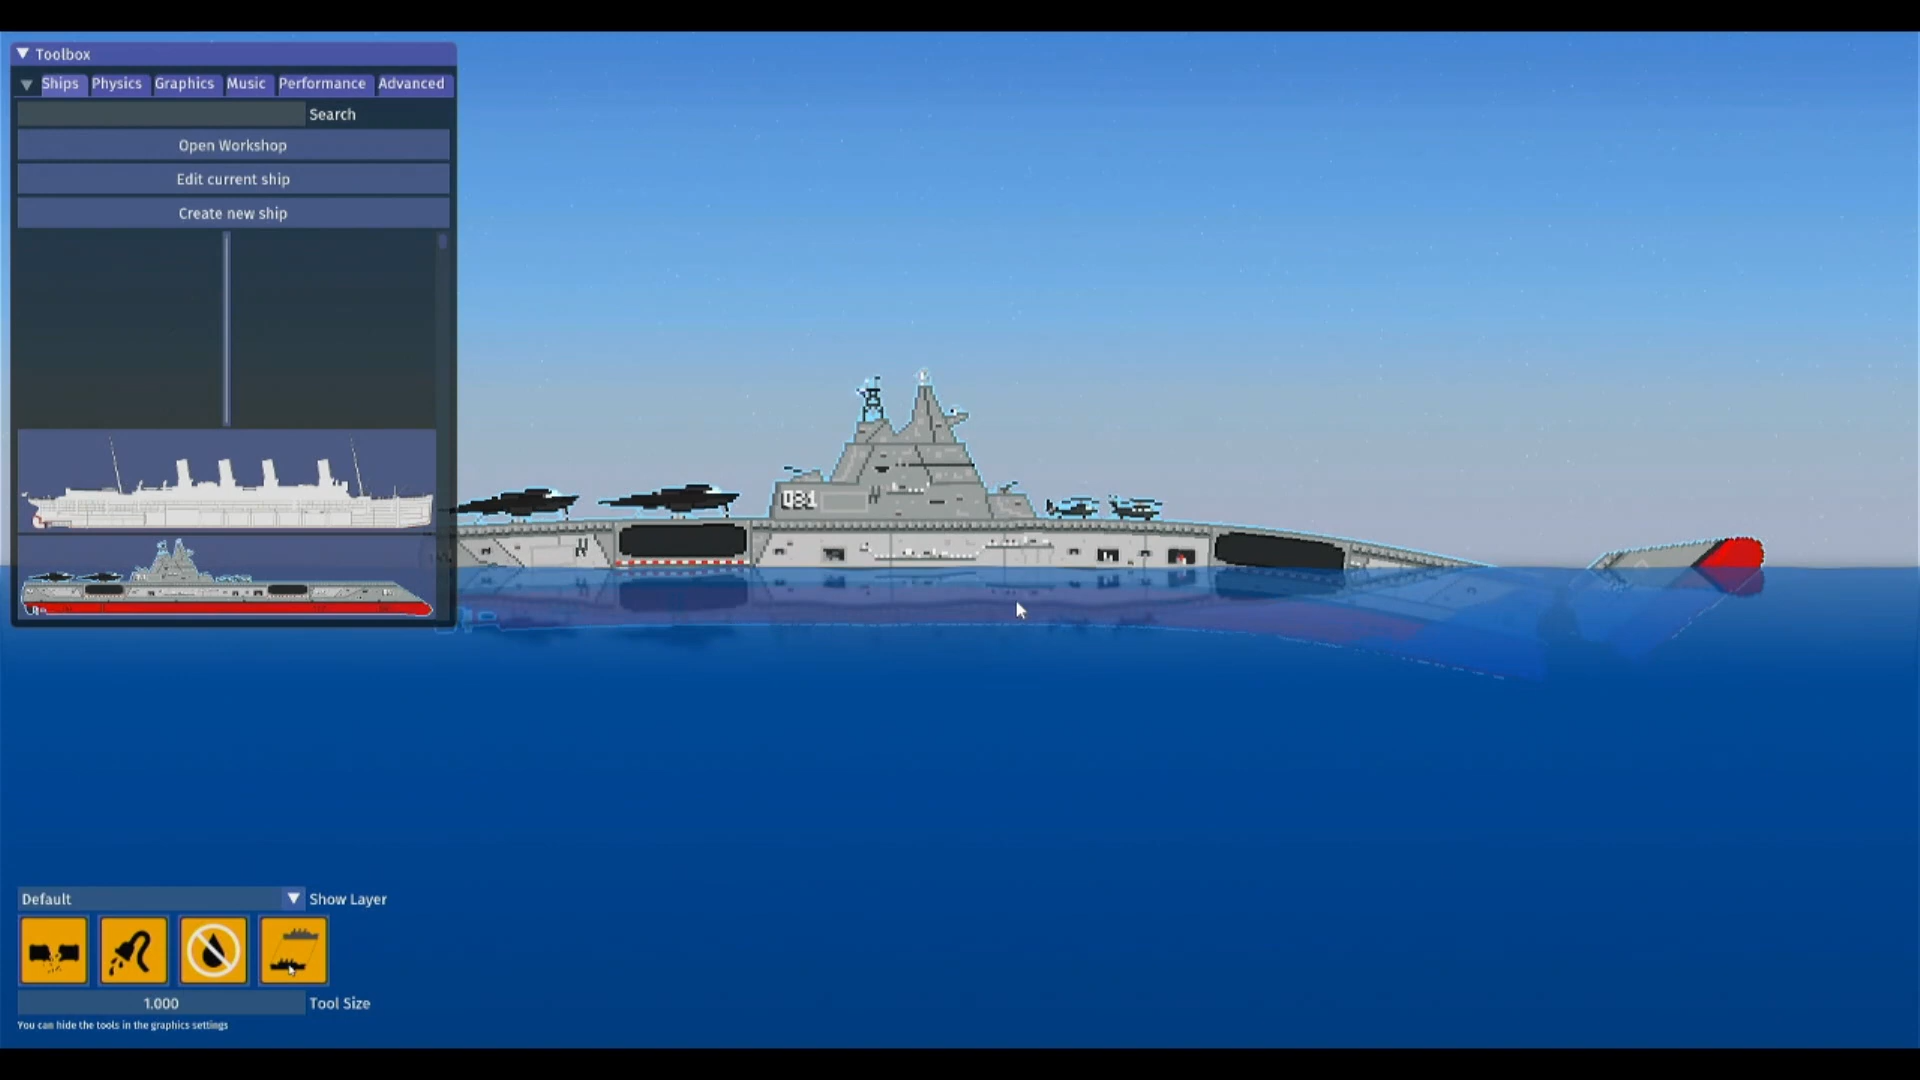 Toolbox
Ships Physics Graphics Music Performance Advanced
Search
Open Workshop
Edit current ship
Create new ship
081
Default
Show Layer
1.000
Tool Size
You can hide the tools in the graphics settings